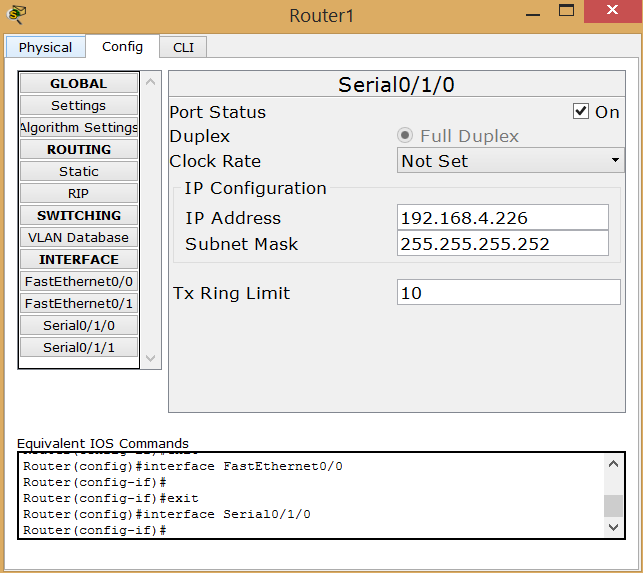 Router1
Physical Config CLI
GLOBAL
Settings
Algorithm Settings
ROUTING
Static
RIP
SWITCHING
VLAN Database
INTERFACE
FastEthernet0/0
FastEthernet0/1
Serial0/1/0
Serial0/1/1
Serial0/1/0
Port Status On
Duplex Full Duplex
Clock Rate Not Set
IP Configuration
IP Address 192.168.4.226
Subnet Mask 255.255.255.252
Tx Ring Limit 10
Equivalent IOS Commands
Router(config-if)#exit
Router(config)#interface FastEthernet0/0
Router(config-if)#
Router(config-if)#exit
Router(config)#interface Serial0/1/0
Router(config-if)#